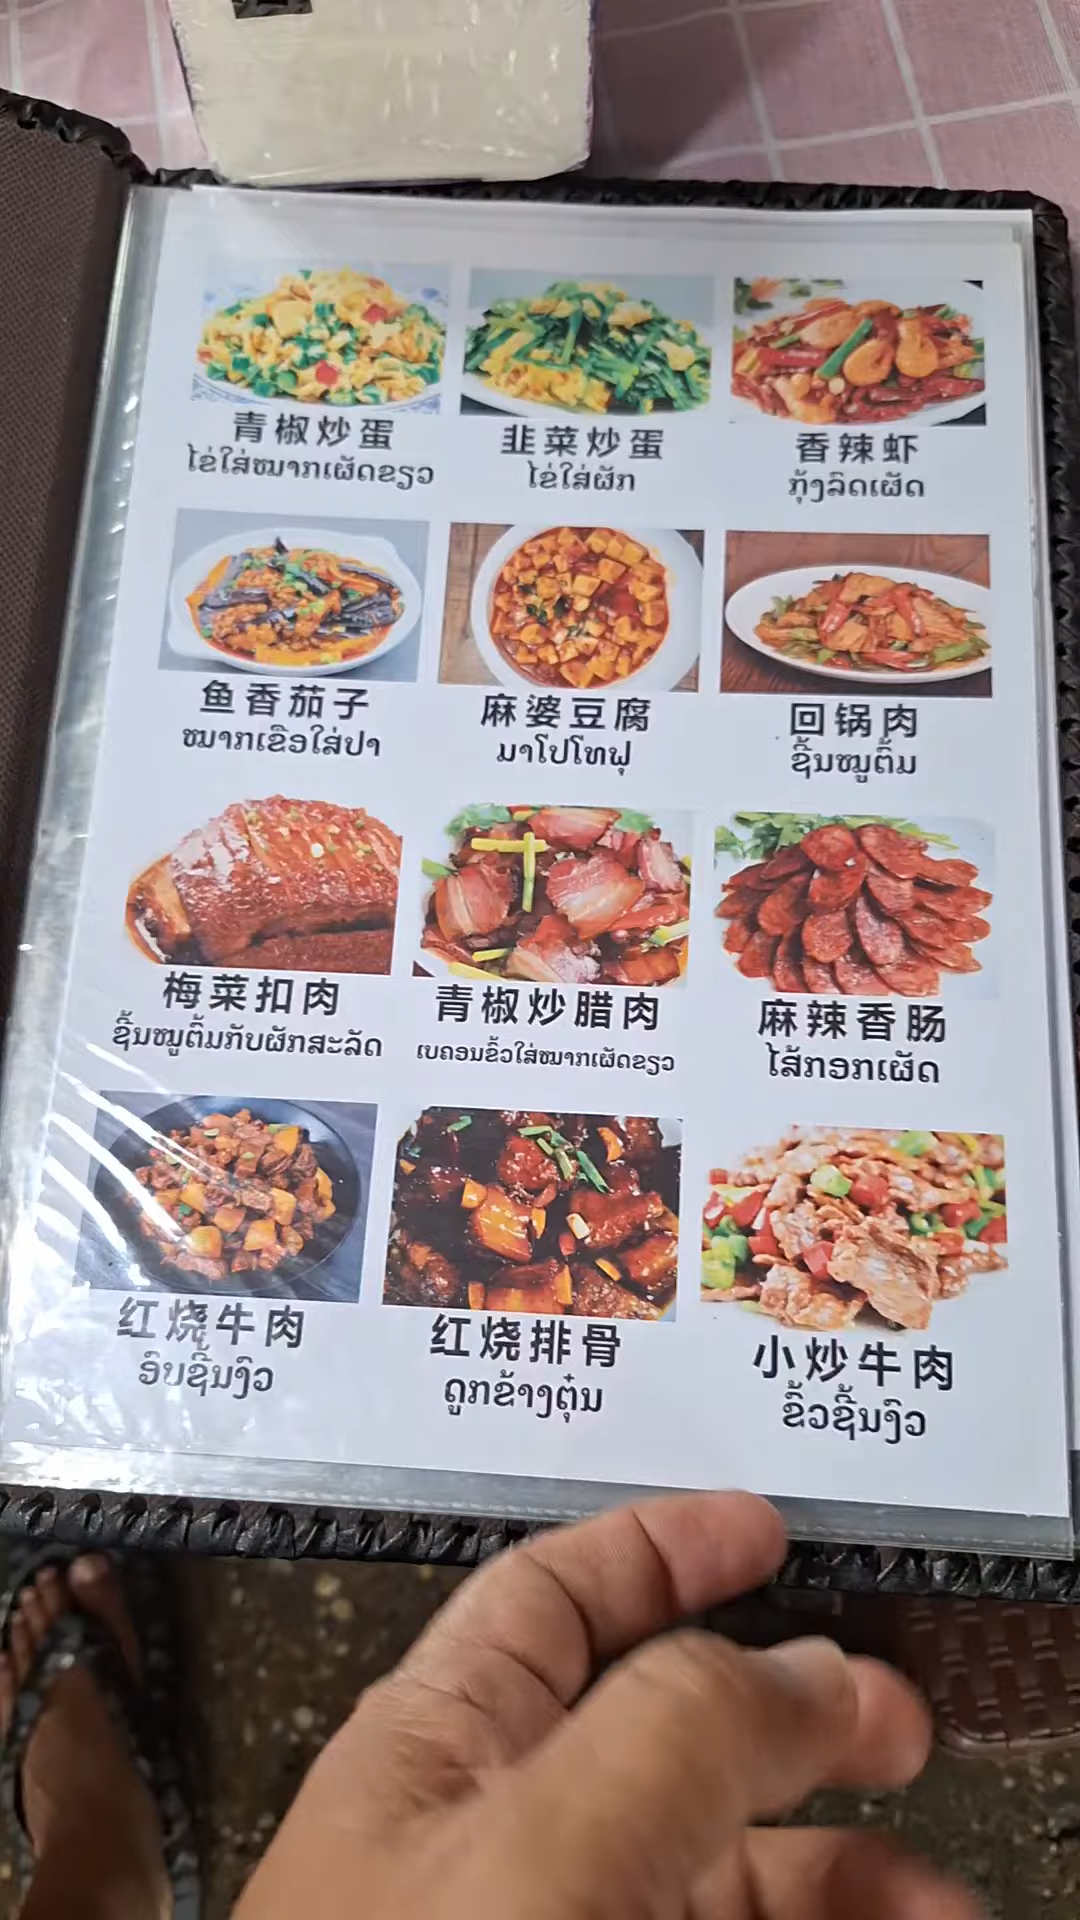 青椒炒蛋
ໄຂ່ໃສ່ໝາກເຜັດຂຽວ
韭菜炒蛋
ໄຂ່ໃສ່ຜັກ
香辣虾
ກຸ້ງລົດເຜັດ
鱼香茄子
ໝາກເຂືອໃສ່ປາ
麻婆豆腐
ມາໂປໂທຟຸ
回锅肉
ຊີ້ນໝູຕົ້ມ
梅菜扣肉
ຊີ້ນໝູຕົ້ມກັບຜັກສະລັດ
青椒炒腊肉
ເບຄອນຂົ້ວໃສ່ໝາກເຜັດຂຽວ
麻辣香肠
ໄສ້ກອກເຜັດ
红烧牛肉
ອົບຊີ້ນງົວ
红烧排骨
ດູກຂ້າງຕຸ໋ນ
小炒牛肉
ຂົ້ວຊີ້ນງົວ